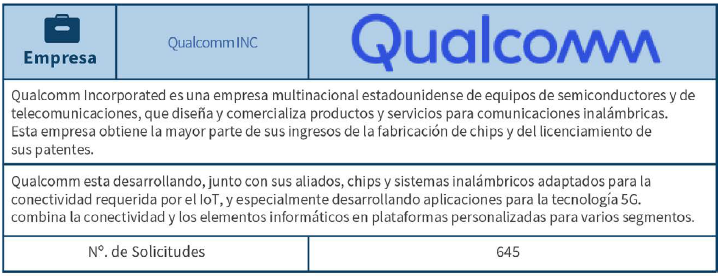 Empresa
Qualcomm INC
Qualcomm
Qualcomm Incorporated es una empresa multinacional estadounidense de equipos de semiconductores y de
telecomunicaciones, que diseña y comercializa productos y servicios para comunicaciones inalámbricas.
Esta empresa obtiene la mayor parte de sus ingresos de la fabricación de chips y del licenciamiento de
sus patentes.
Qualcomm esta desarrollando, junto con sus aliados, chips y sistemas inalámbricos adaptados para la
conectividad requerida por el IoT, y especialmente desarrollando aplicaciones para la tecnología 5G.
combina la conectividad y los elementos informáticos en plataformas personalizadas para varios segmentos.
Nº. de Solicitudes
645